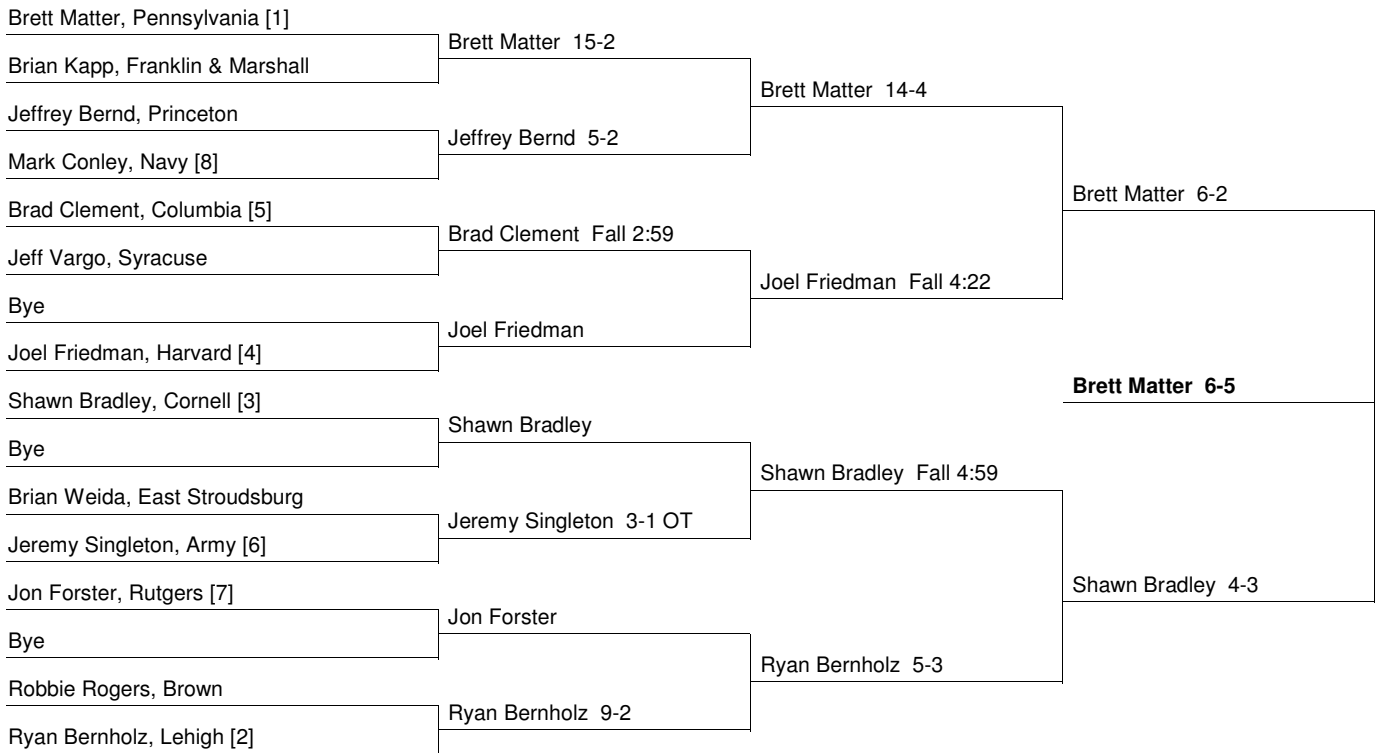 Brett Matter, Pennsylvania [1]
Brian Kapp, Franklin & Marshall
Jeffrey Bernd, Princeton
Mark Conley, Navy [8]
Brad Clement, Columbia [5]
Jeff Vargo, Syracuse
Bye
Joel Friedman, Harvard [4]
Shawn Bradley, Cornell [3]
Bye
Brian Weida, East Stroudsburg
Jeremy Singleton, Army [6]
Jon Forster, Rutgers [7]
Bye
Robbie Rogers, Brown
Ryan Bernholz, Lehigh [2]
Brett Matter 15-2
Jeffrey Bernd 5-2
Brad Clement Fall 2:59
Joel Friedman
Shawn Bradley
Jeremy Singleton 3-1 OT
Jon Forster
Ryan Bernholz 9-2
Brett Matter 14-4
Joel Friedman Fall 4:22
Shawn Bradley Fall 4:59
Ryan Bernholz 5-3
Brett Matter 6-2
Shawn Bradley 4-3
Brett Matter 6-5